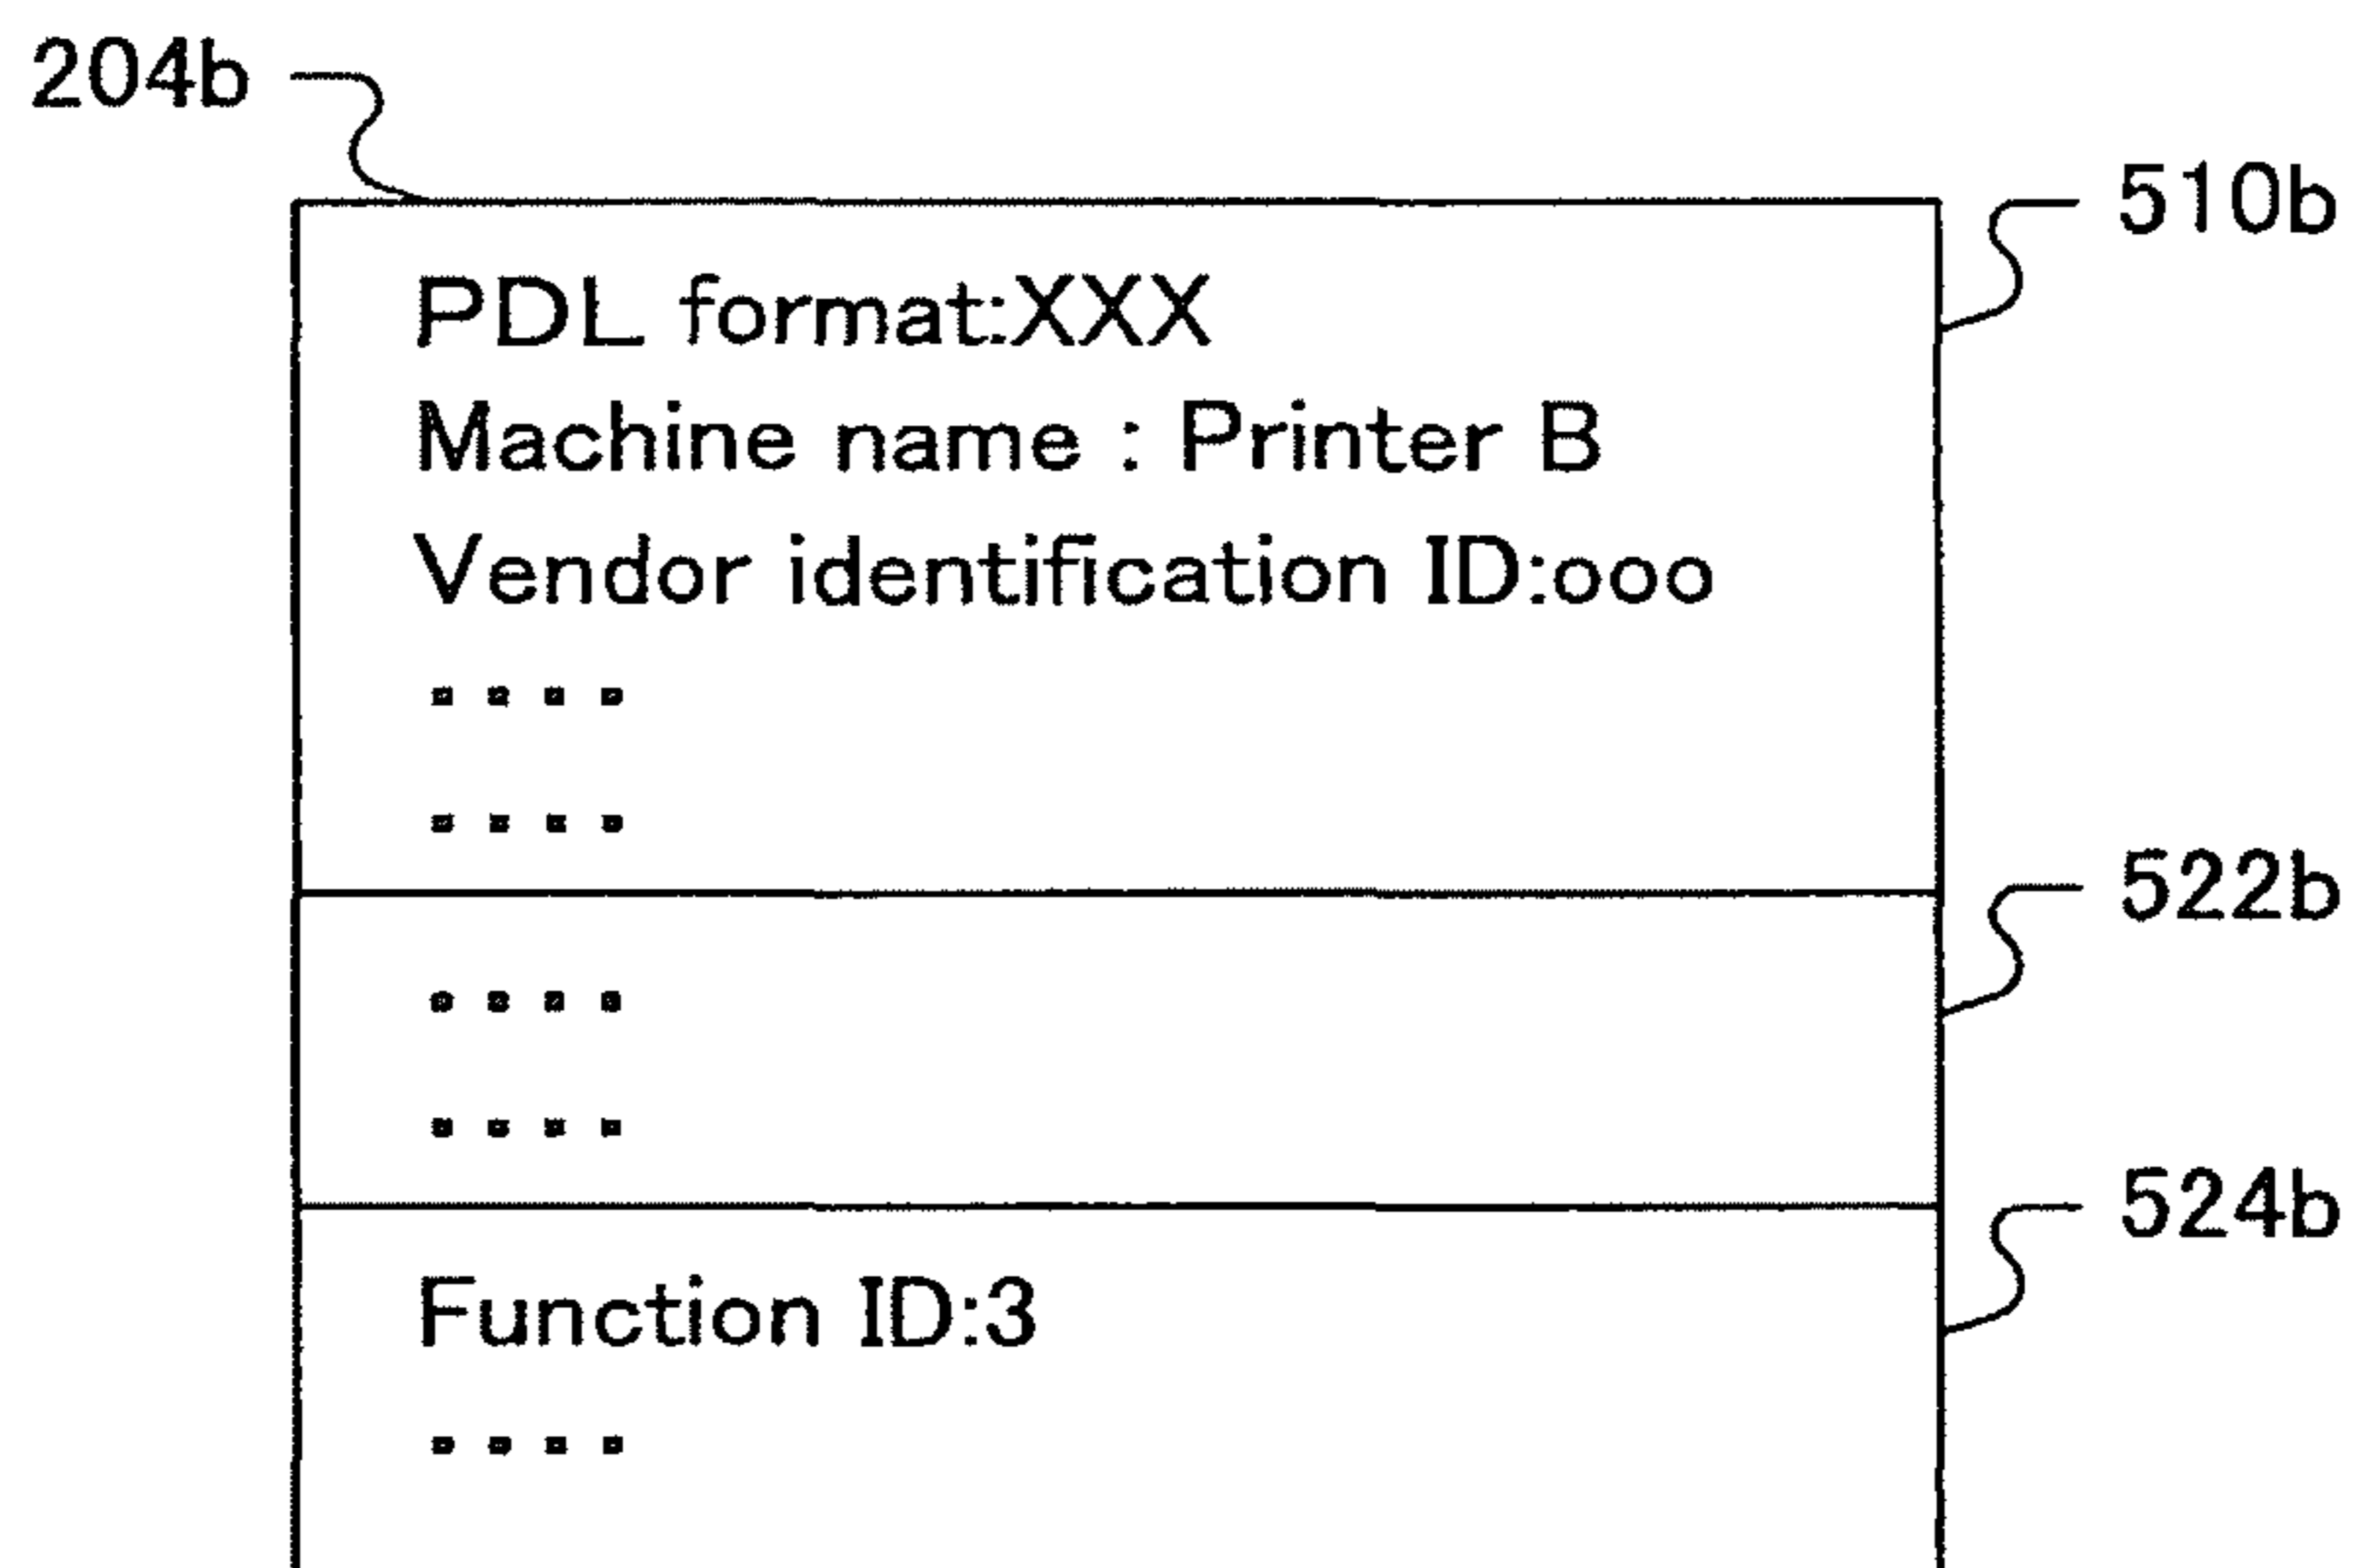 204b
510b
PDL format:XXX
Machine name : Printer B
Vendor identification ID:ooo
▪ ▪ ▪ ▪
▪ ▪ ▪ ▪
522b
▪ ▪ ▪ ▪
▪ ▪ ▪ ▪
524b
Function ID:3
▪ ▪ ▪ ▪